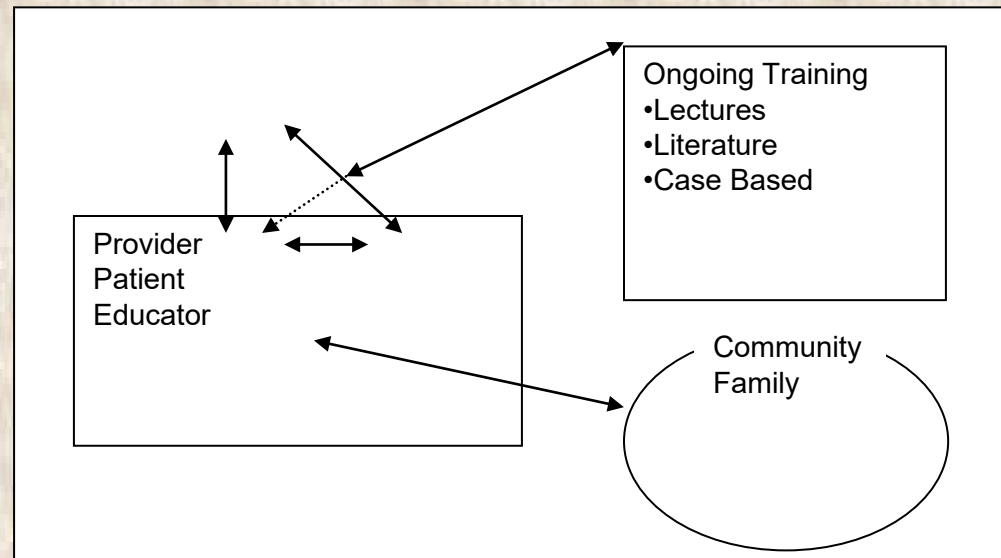 Ongoing Training
•Lectures
•Literature
•Case Based
Provider
Patient
Educator
Community
Family